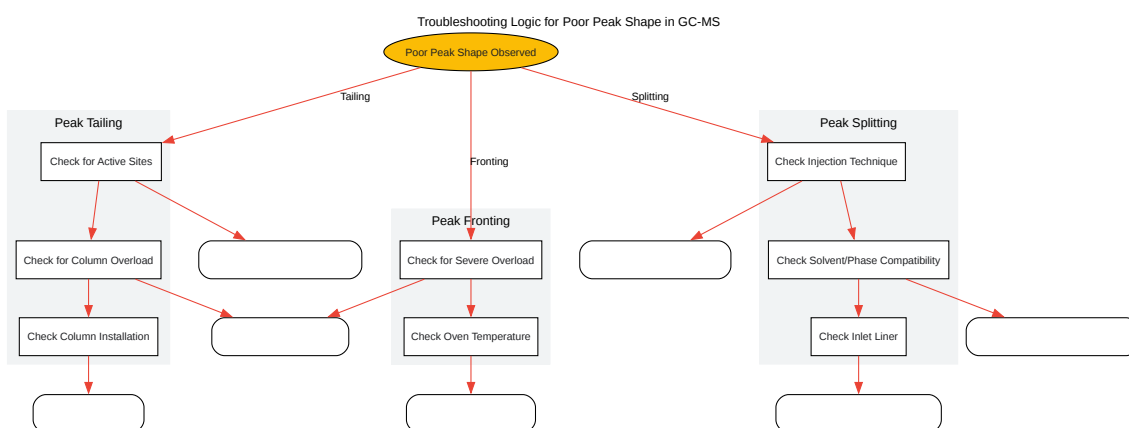 Troubleshooting Logic for Poor Peak Shape in GC-MS
Poor Peak Shape Observed
Tailing
Splitting
Peak Tailing
Peak Splitting
Check for Active Sites
Fronting
Check Injection Technique
Peak Fronting
Check for Column Overload
Check for Severe Overload
Check Solvent/Phase Compatibility
Check Column Installation
Check Oven Temperature
Check Inlet Liner